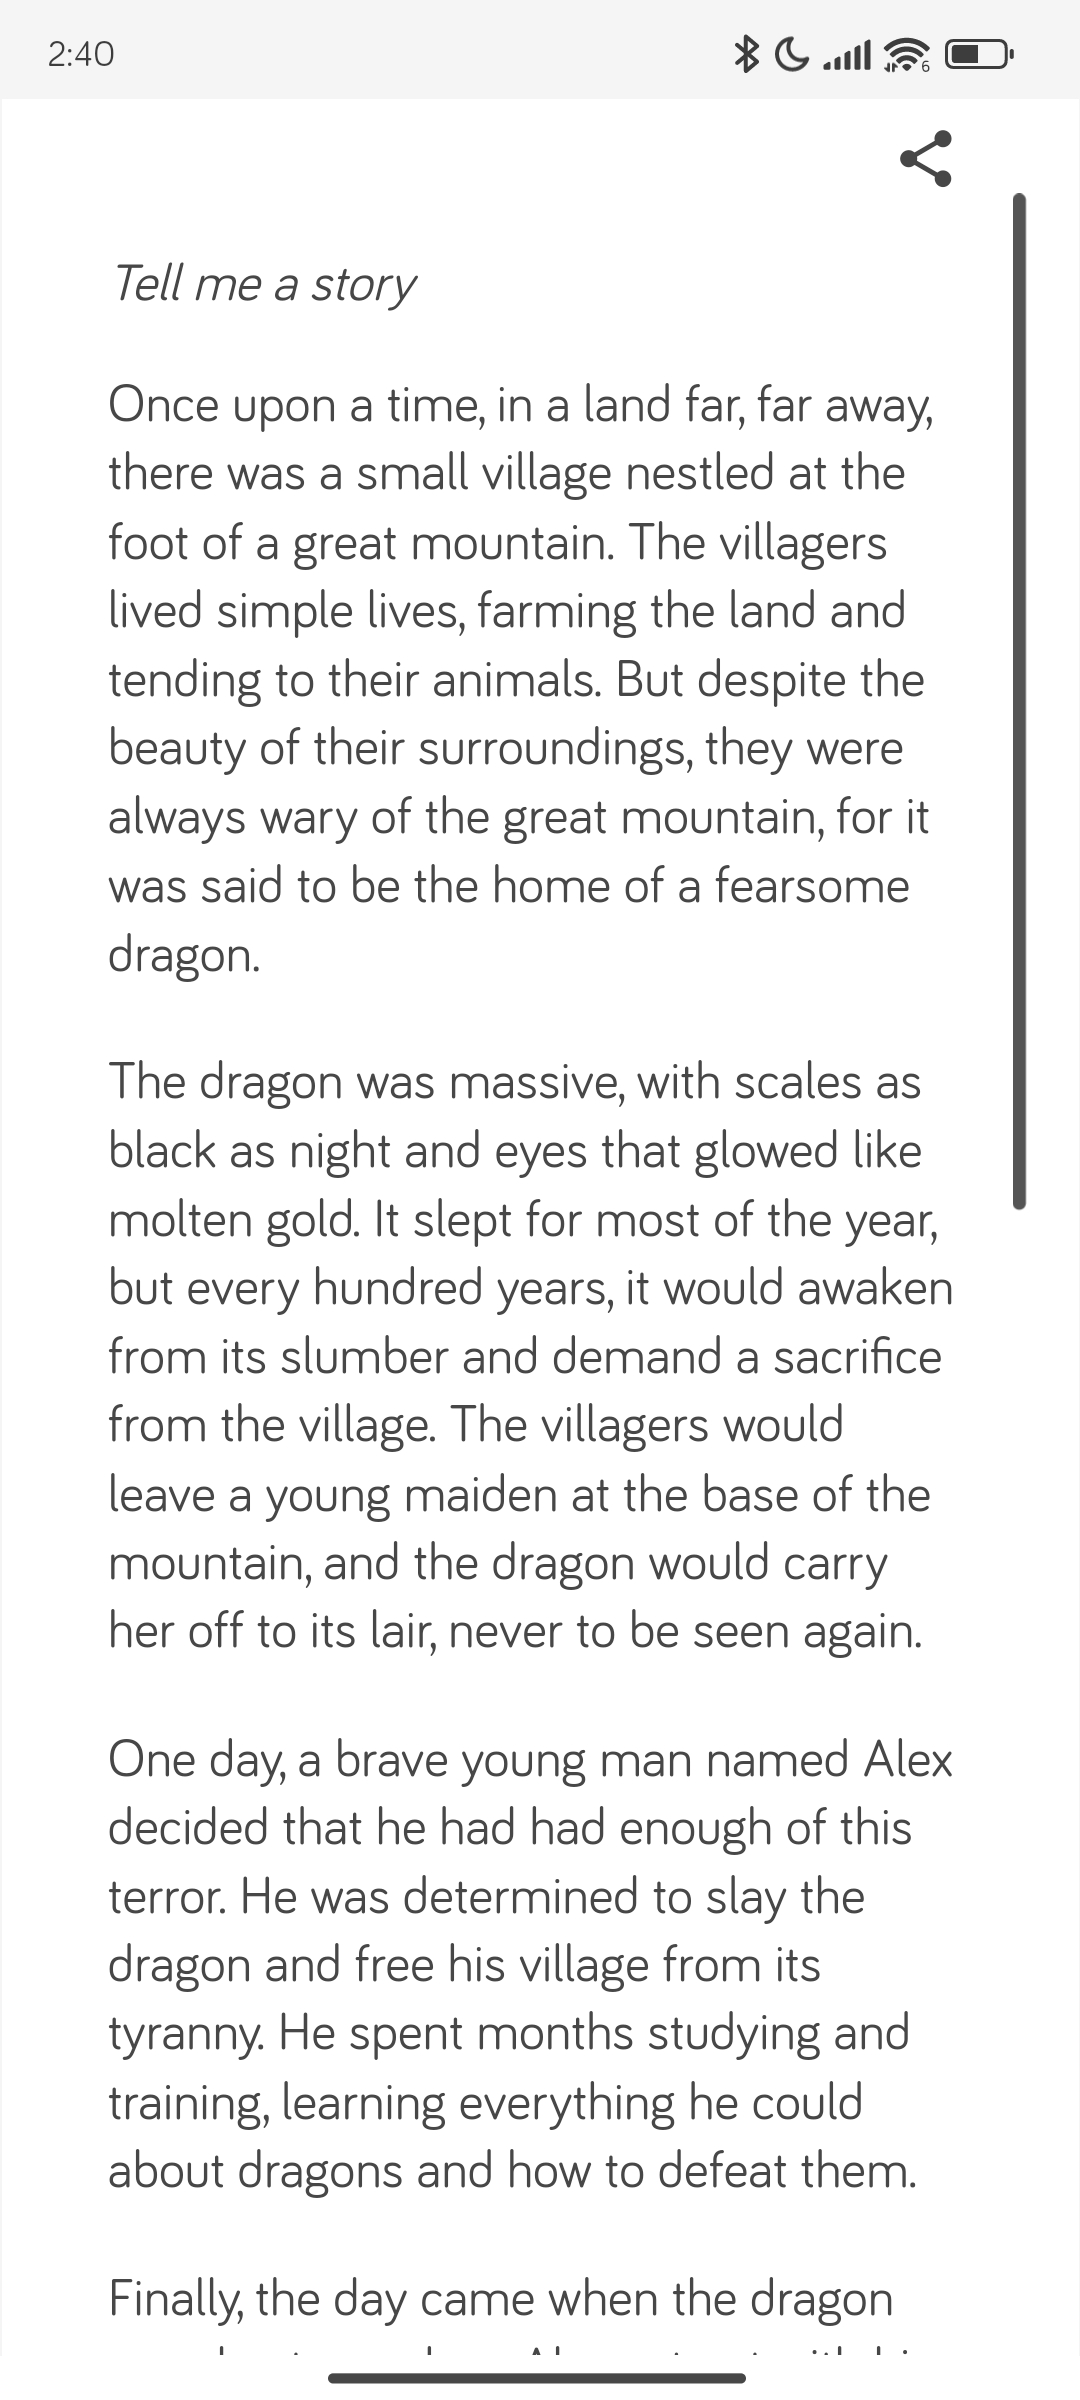 2:40
6
Tell me a story
Once upon a time, in a land far, far away,
there was a small village nestled at the
foot of a great mountain. The villagers
lived simple lives, farming the land and
tending to their animals. But despite the
beauty of their surroundings, they were
always wary of the great mountain, for it
was said to be the home of a fearsome
dragon.
The dragon was massive, with scales as
black as night and eyes that glowed like
molten gold. It slept for most of the year,
but every hundred years, it would awaken
from its slumber and demand a sacrifice
from the village. The villagers would
leave a young maiden at the base of the
mountain, and the dragon would carry
her off to its lair, never to be seen again.
One day, a brave young man named Alex
decided that he had had enough of this
terror. He was determined to slay the
dragon and free his village from its
tyranny. He spent months studying and
training, learning everything he could
about dragons and how to defeat them.
Finally, the day came when the dragon